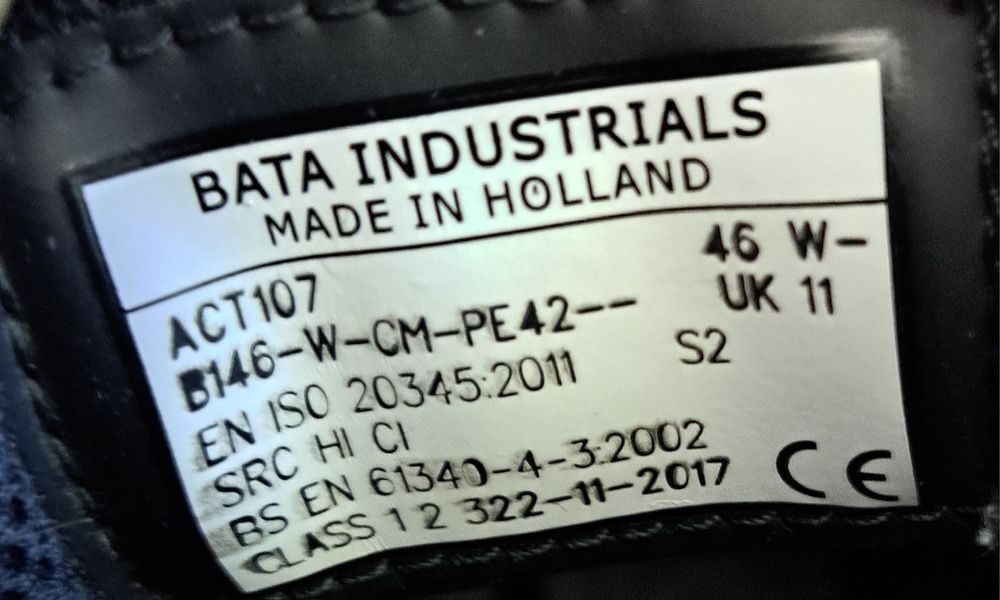 BATA INDUSTRIALS
MADE IN HOLLAND
ACT107 46 W-
B146-W-CM-PE42-- UK 11
EN ISO 20345:2011 S2
SRC HI CI
BS EN 61340-4-3:2002
CLASS 1 2 322-11-2017 CE